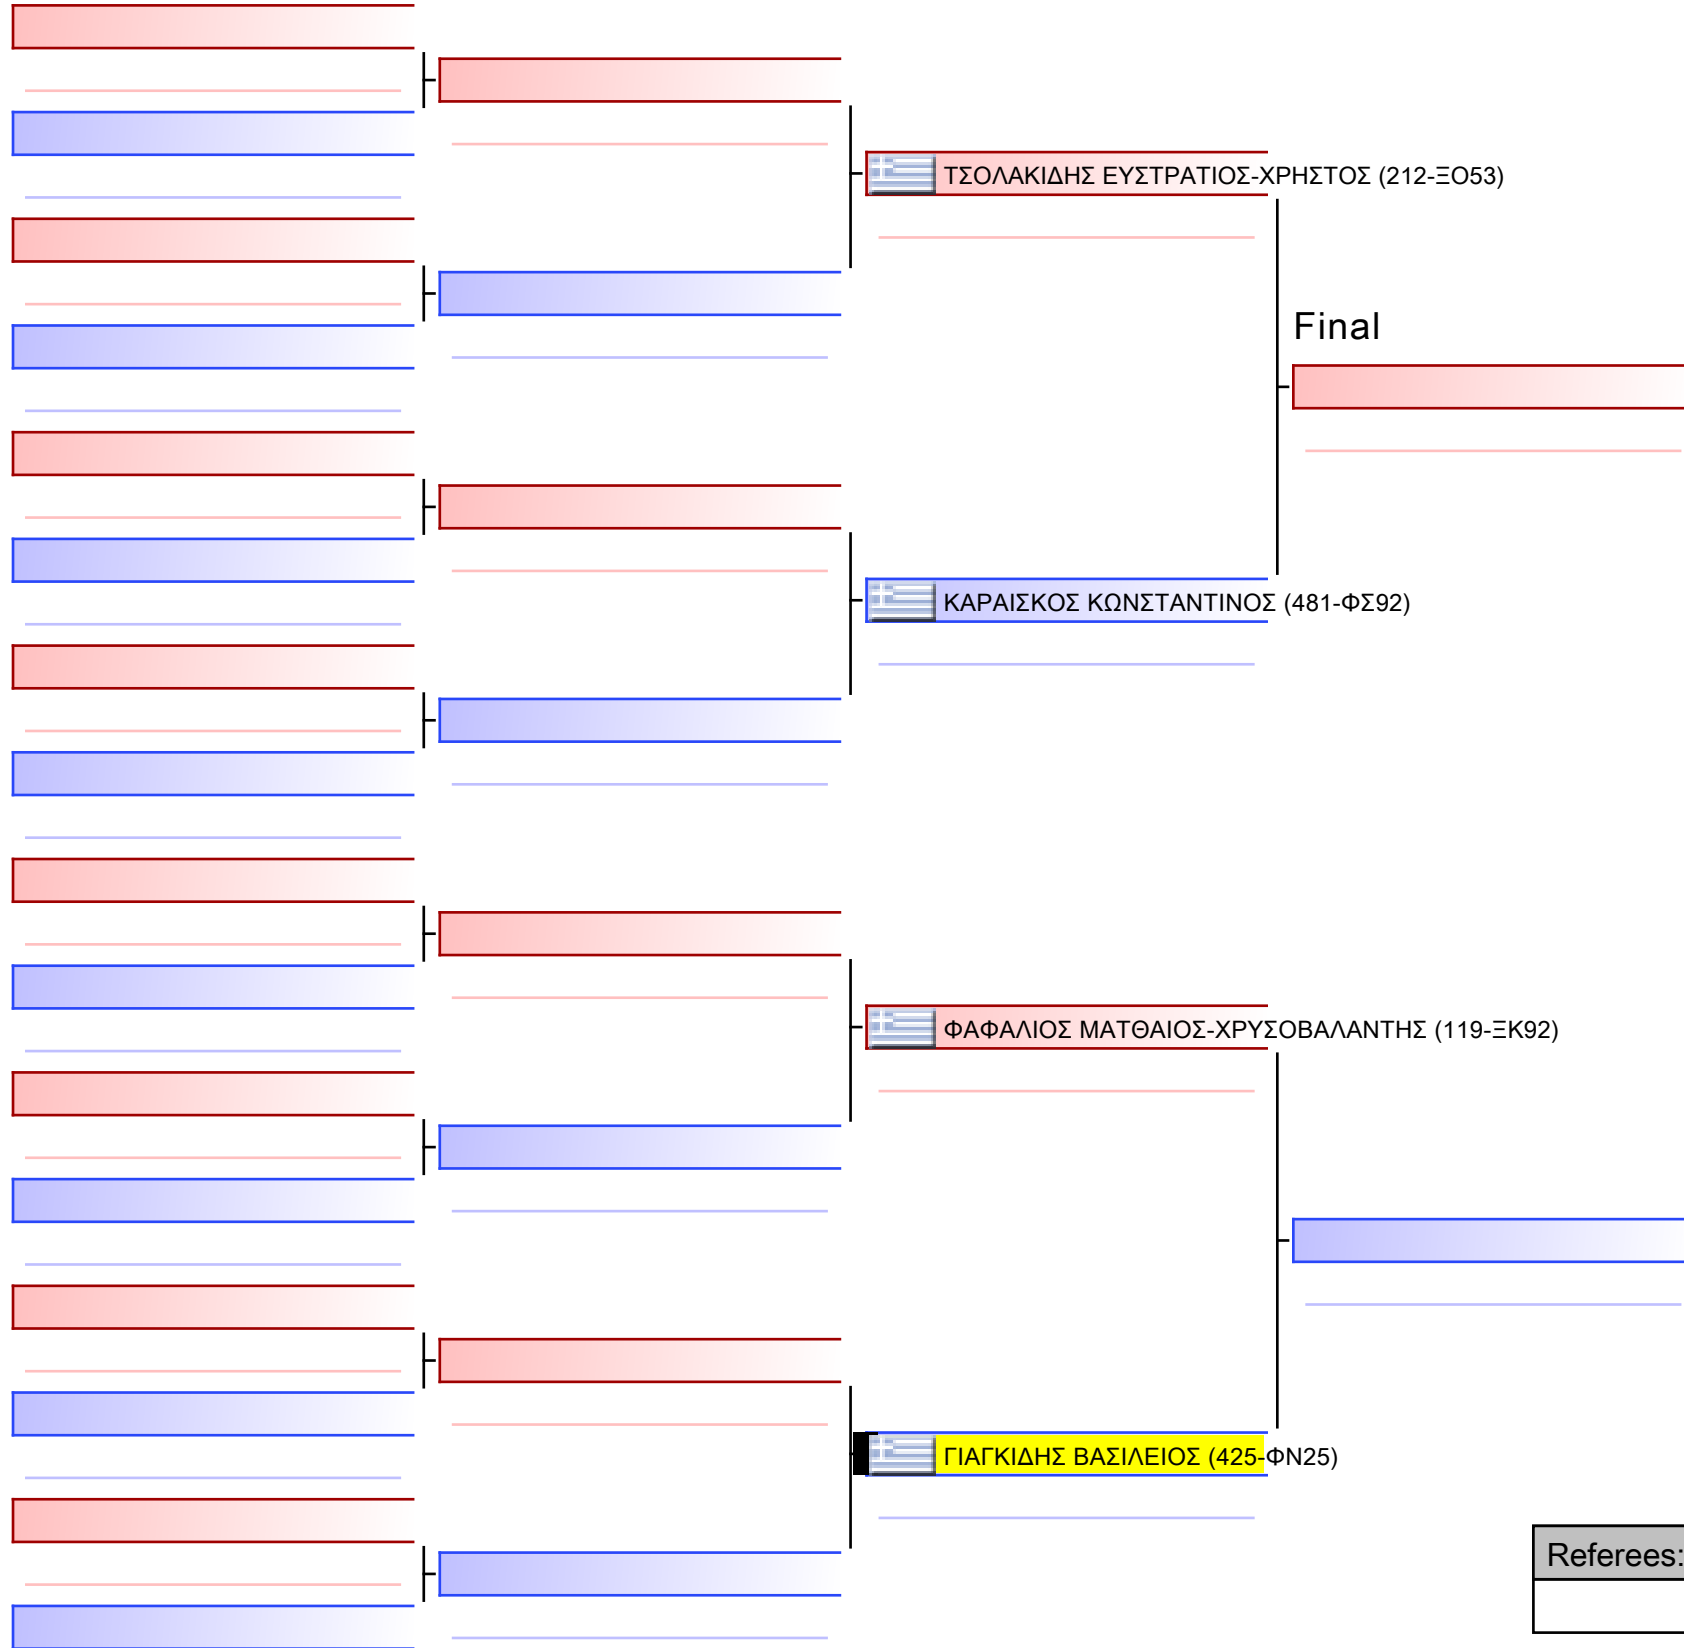 ΤΣΟΛΑΚΙΔΗΣ ΕΥΣΤΡΑΤΙΟΣ-ΧΡΗΣΤΟΣ (212-ΞΟ53)
Final
ΚΑΡΑΙΣΚΟΣ ΚΩΝΣΤΑΝΤΙΝΟΣ (481-ΦΣ92)
ΦΑΦΑΛΙΟΣ ΜΑΤΘΑΙΟΣ-ΧΡΥΣΟΒΑΛΑΝΤΗΣ (119-ΞΚ92)
ΓΙΑΓΚΙΔΗΣ ΒΑΣΙΛΕΙΟΣ (425-ΦΝ25)
Referees: